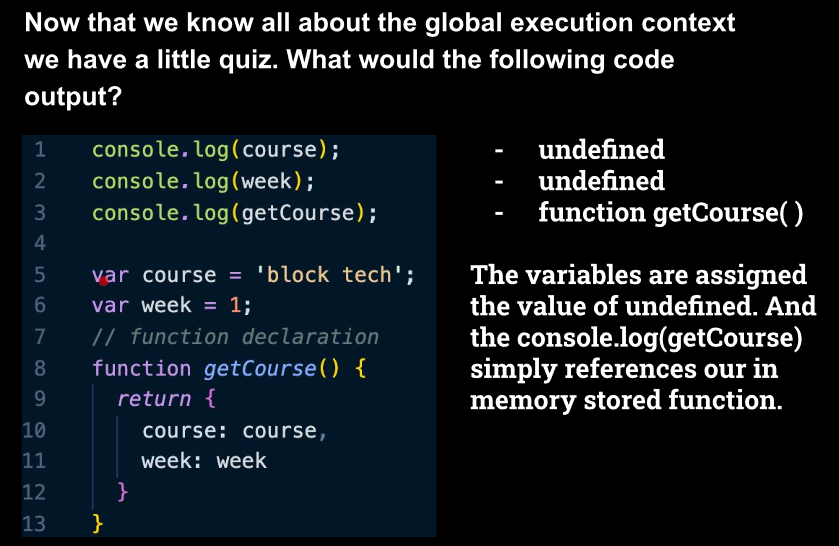 Now that we know all about the global execution context
we have a little quiz. What would the following code
output?
1 console.log(course);
2 console.log(week);
3 console.log(getCourse);
4
5 var course = 'block tech';
6 var week = 1;
7 // function declaration
8 function getCourse() {
9 return {
10 course: course,
11 week: week
12 }
13 }
- undefined
- undefined
- function getCourse( )
The variables are assigned
the value of undefined. And
the console.log(getCourse)
simply references our in
memory stored function.